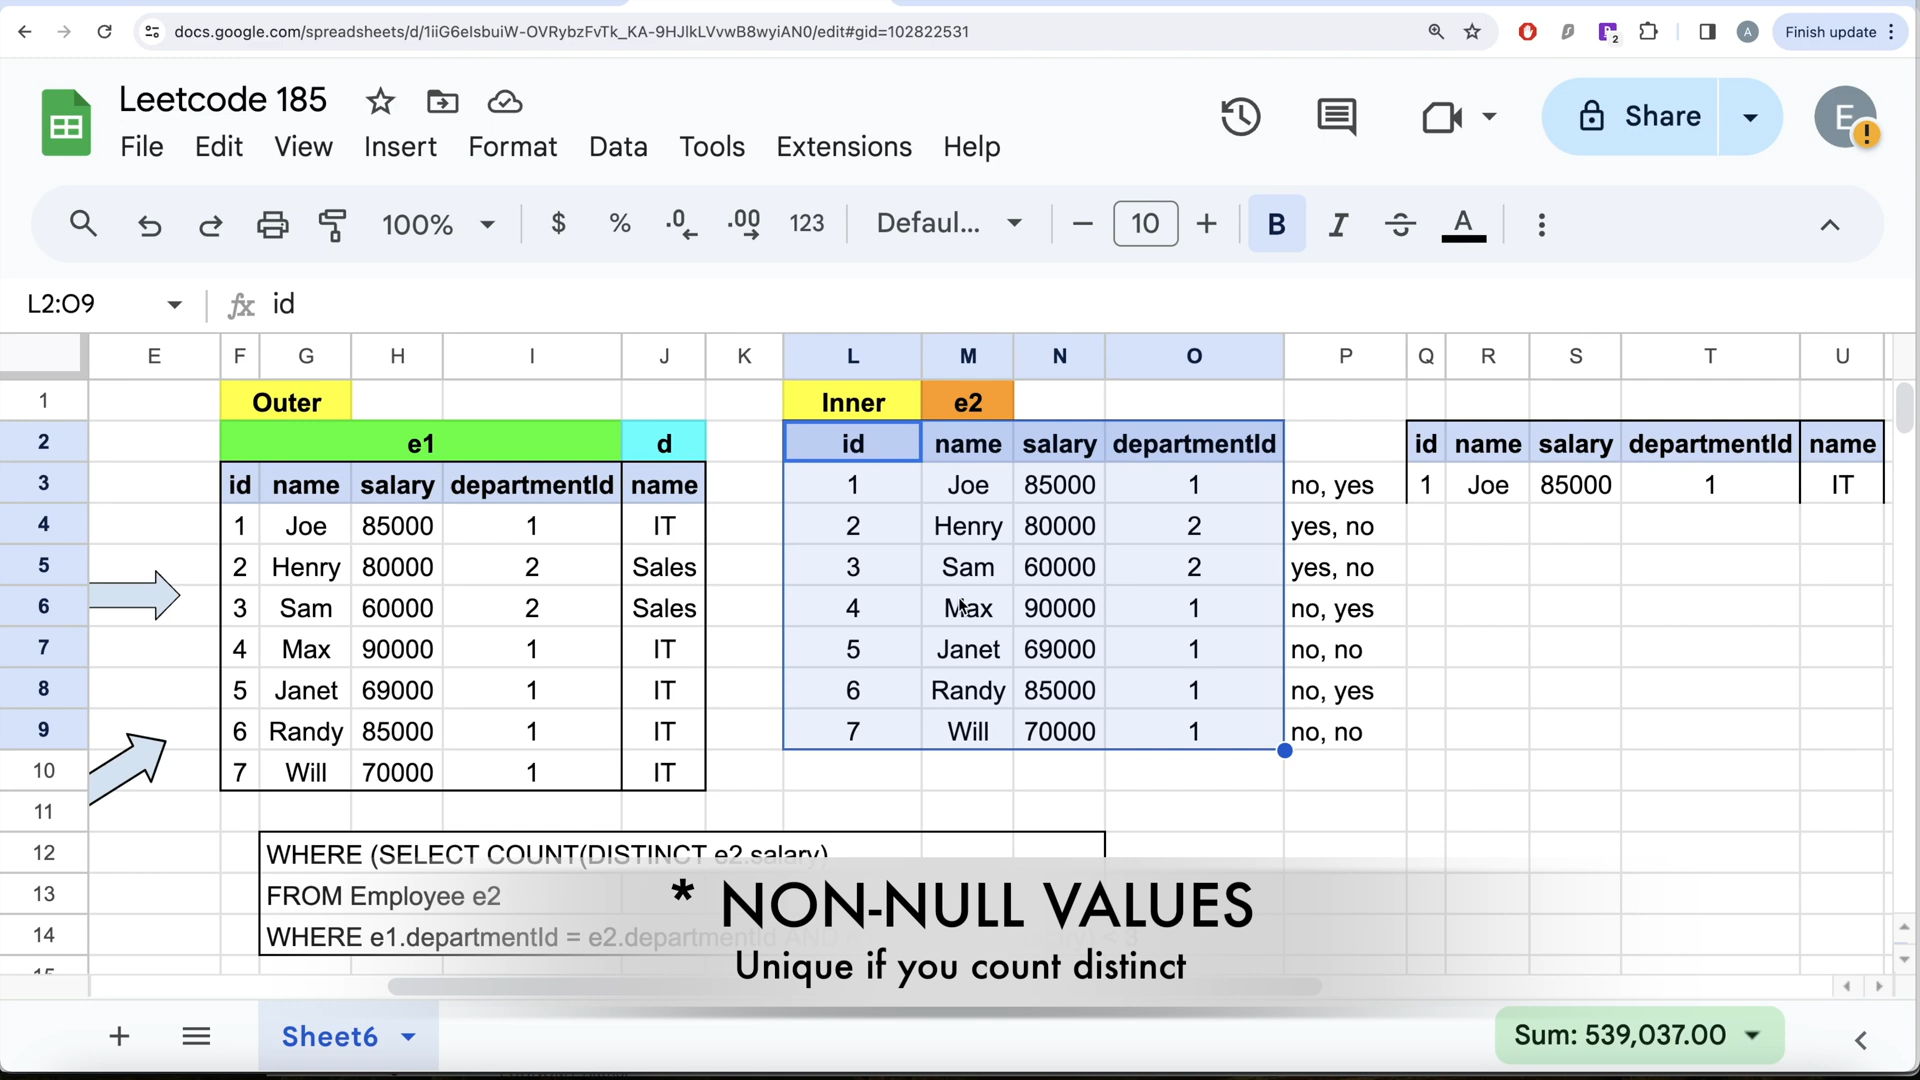 docs.google.com/spreadsheets/d/1iiG6eIsbuiW-OVRybzFvTk_KA-9HJlkLVvwB8wyiAN0/edit#gid=102822531
2
A
Finish update
Leetcode 185
File Edit View Insert Format Data Tools Extensions Help
Share
E
100% $ % .0 .00 123 Defaul... 10 B I S A
L2:O9 fx id
E F G H I J K L M N O P Q R S T U
1 Outer Inner e2
2 e1 d id name salary departmentId id name salary departmentId name
3 id name salary departmentId name 1 Joe 85000 1 no, yes 1 Joe 85000 1 IT
4 1 Joe 85000 1 IT 2 Henry 80000 2 yes, no
5 2 Henry 80000 2 Sales 3 Sam 60000 2 yes, no
6 3 Sam 60000 2 Sales 4 Max 90000 1 no, yes
7 4 Max 90000 1 IT 5 Janet 69000 1 no, no
8 5 Janet 69000 1 IT 6 Randy 85000 1 no, yes
9 6 Randy 85000 1 IT 7 Will 70000 1 no, no
10 7 Will 70000 1 IT
11
12 WHERE (SELECT COUNT(DISTINCT e2.salary)
13 FROM Employee e2
14 WHERE e1.departmentId = e2.departmentId AND
15
* NON-NULL VALUES
Unique if you count distinct
Sheet6
Sum: 539,037.00